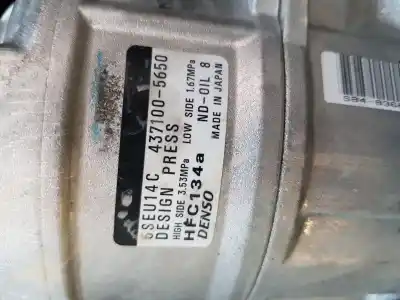 6SEU14C 437100-5650
DESIGN PRESS
HIGH SIDE 3.53MPa LOW SIDE 1.67MPa
HFC134a ND-OIL 8
DENSO MADE IN JAPAN